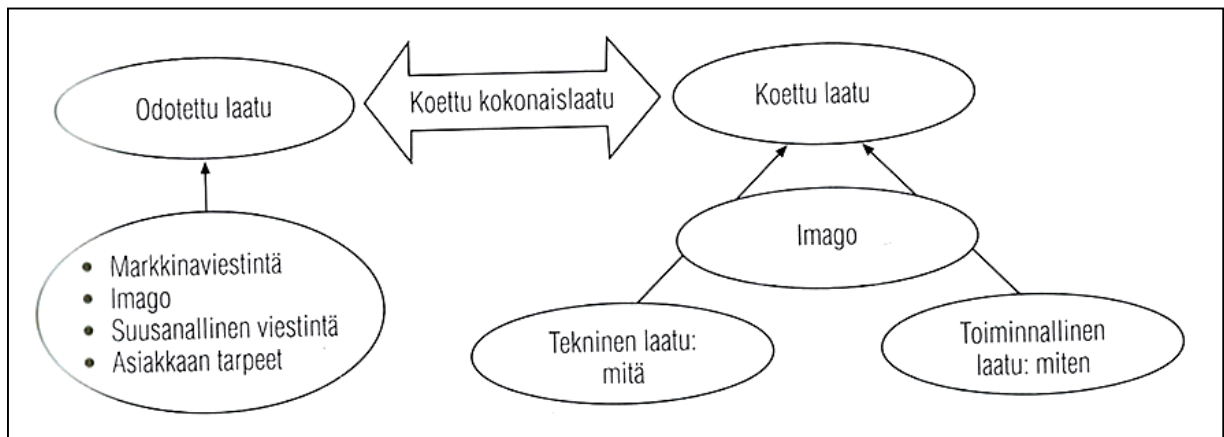 Odotettu laatu
Koettu kokonaislaatu
Koettu laatu
• Markkinaviestintä
• Imago
• Suusanallinen viestintä
• Asiakkaan tarpeet
Imago
Tekninen laatu:
mitä
Toiminnallinen
laatu: miten